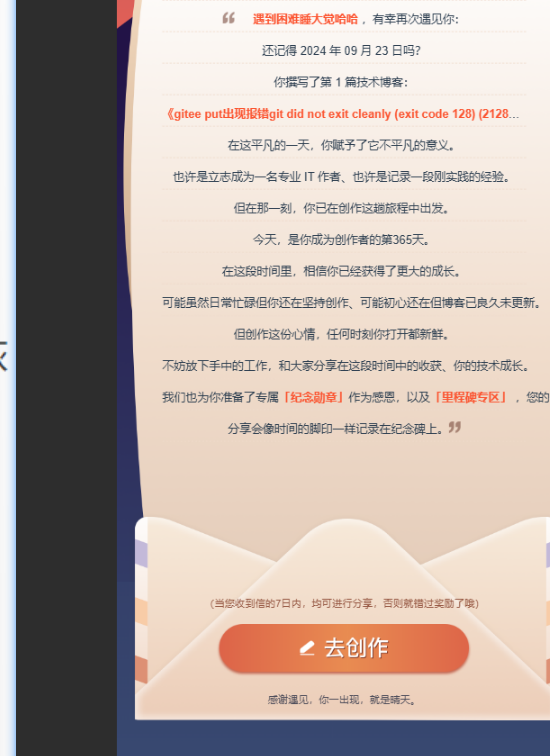 “ 遇到困难睡大觉哈哈 ，有幸再次遇见你：
还记得 2024 年 09 月 23 日吗？
你撰写了第 1 篇技术博客：
《gitee put出现报错git did not exit cleanly (exit code 128) (2128...
在这平凡的一天，你赋予了它不平凡的意义。
也许是立志成为一名专业 IT 作者、也许是记录一段刚实践的经验。
但在那一刻，你已在创作这趟旅程中出发。
今天，是你成为创作者的第365天。
在这段时间里，相信你已经获得了更大的成长。
可能虽然日常忙碌但你还在坚持创作、可能初心还在但博客已良久未更新。
但创作这份心情，任何时刻你打开都新鲜。
不妨放下手中的工作，和大家分享在这段时间中的收获、你的技术成长。
我们也为你准备了专属「纪念勋章」作为感恩，以及「里程碑专区」 ，您的
分享会像时间的脚印一样记录在纪念碑上。”
(当您收到信的7日内，均可进行分享，否则就错过奖励了哦)
去创作
感谢遇见，你一出现，就是晴天。